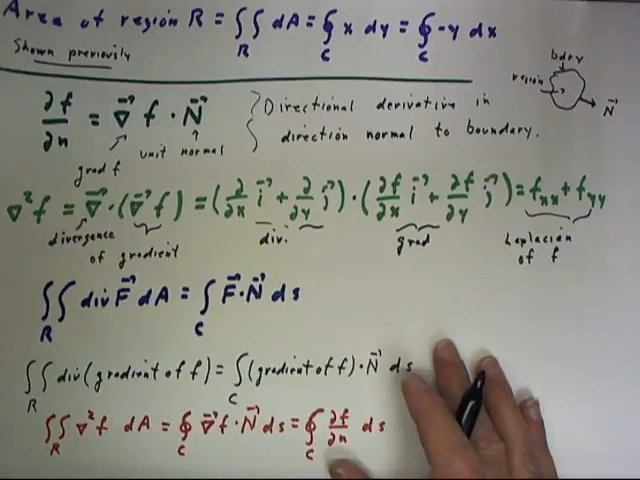 Area of region R = ∬_R dA = ∮_C x dy = ∮_C -y dx
Shown previously
bdry
region
N⃗
∂f/∂n = ∇⃗ f · N⃗ } Directional derivative in direction normal to boundary.
grad f
unit normal
∇²f = ∇⃗ · (∇⃗ f) = (∂/∂x i⃗ + ∂/∂y j⃗) · (∂f/∂x i⃗ + ∂f/∂y j⃗) = f_xx + f_yy
divergence of gradient
div.
grad
Laplacian of f
∬_R div F⃗ dA = ∫_C F⃗ · N⃗ ds
∬_R div(gradient of f) = ∫_C (gradient of f) · N⃗ ds
∬_R ∇²f dA = ∮_C ∇⃗f · N⃗ ds = ∮_C ∂f/∂n ds